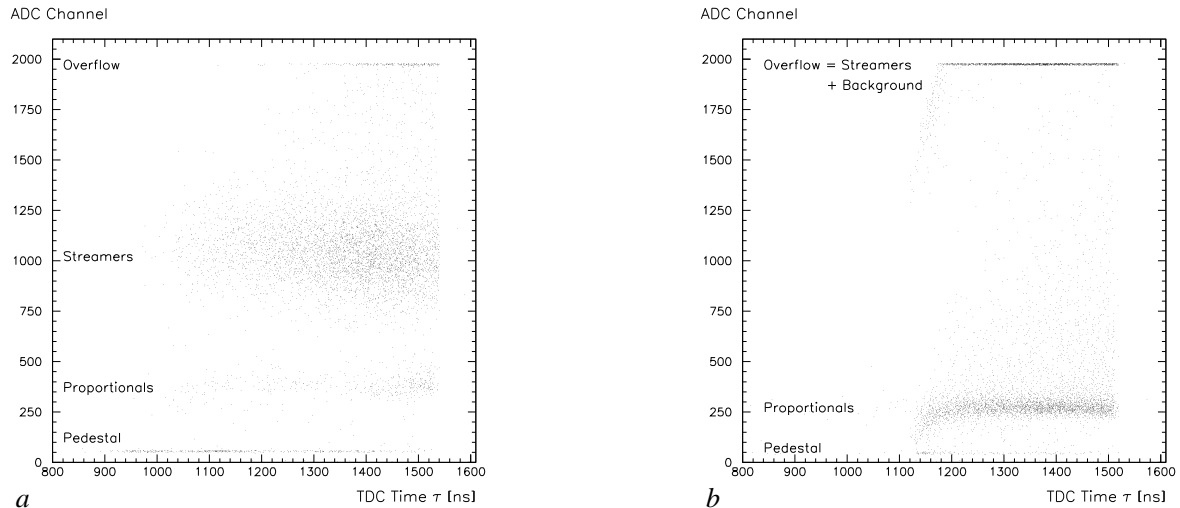 ADC Channel
2000
1750
1500
1250
1000
750
500
250
0
Overflow
Streamers
Proportionals
Pedestal
800 900 1000 1100 1200 1300 1400 1500 1600
TDC Time τ [ns]
a
ADC Channel
2000
1750
1500
1250
1000
750
500
250
0
Overflow = Streamers
+ Background
Proportionals
Pedestal
800 900 1000 1100 1200 1300 1400 1500 1600
TDC Time τ [ns]
b